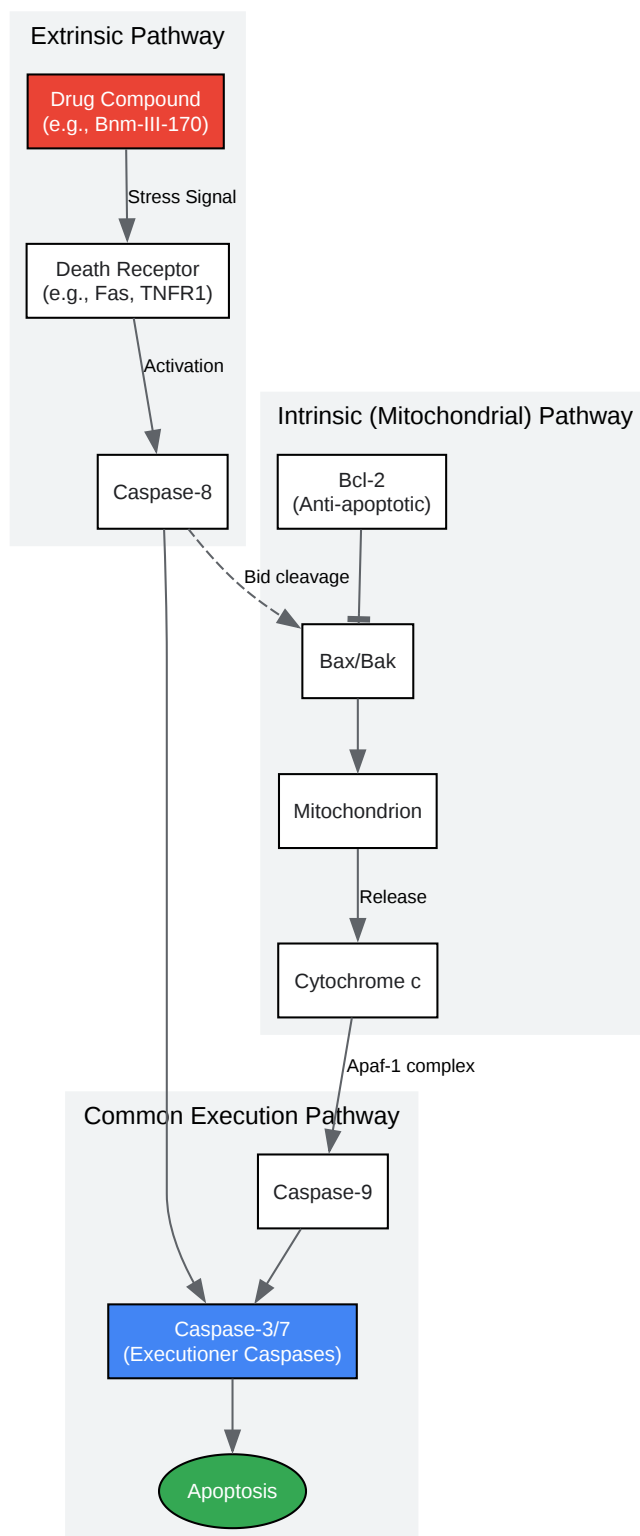 Extrinsic Pathway
Drug Compound
(e.g., Bnm-III-170)
Stress Signal
Death Receptor
(e.g., Fas, TNFR1)
Activation
Caspase-8
Intrinsic (Mitochondrial) Pathway
Bcl-2
(Anti-apoptotic)
Bid cleavage
Bax/Bak
Mitochondrion
Release
Cytochrome c
Apaf-1 complex
Common Execution Pathway
Caspase-9
Caspase-3/7
(Executioner Caspases)
Apoptosis